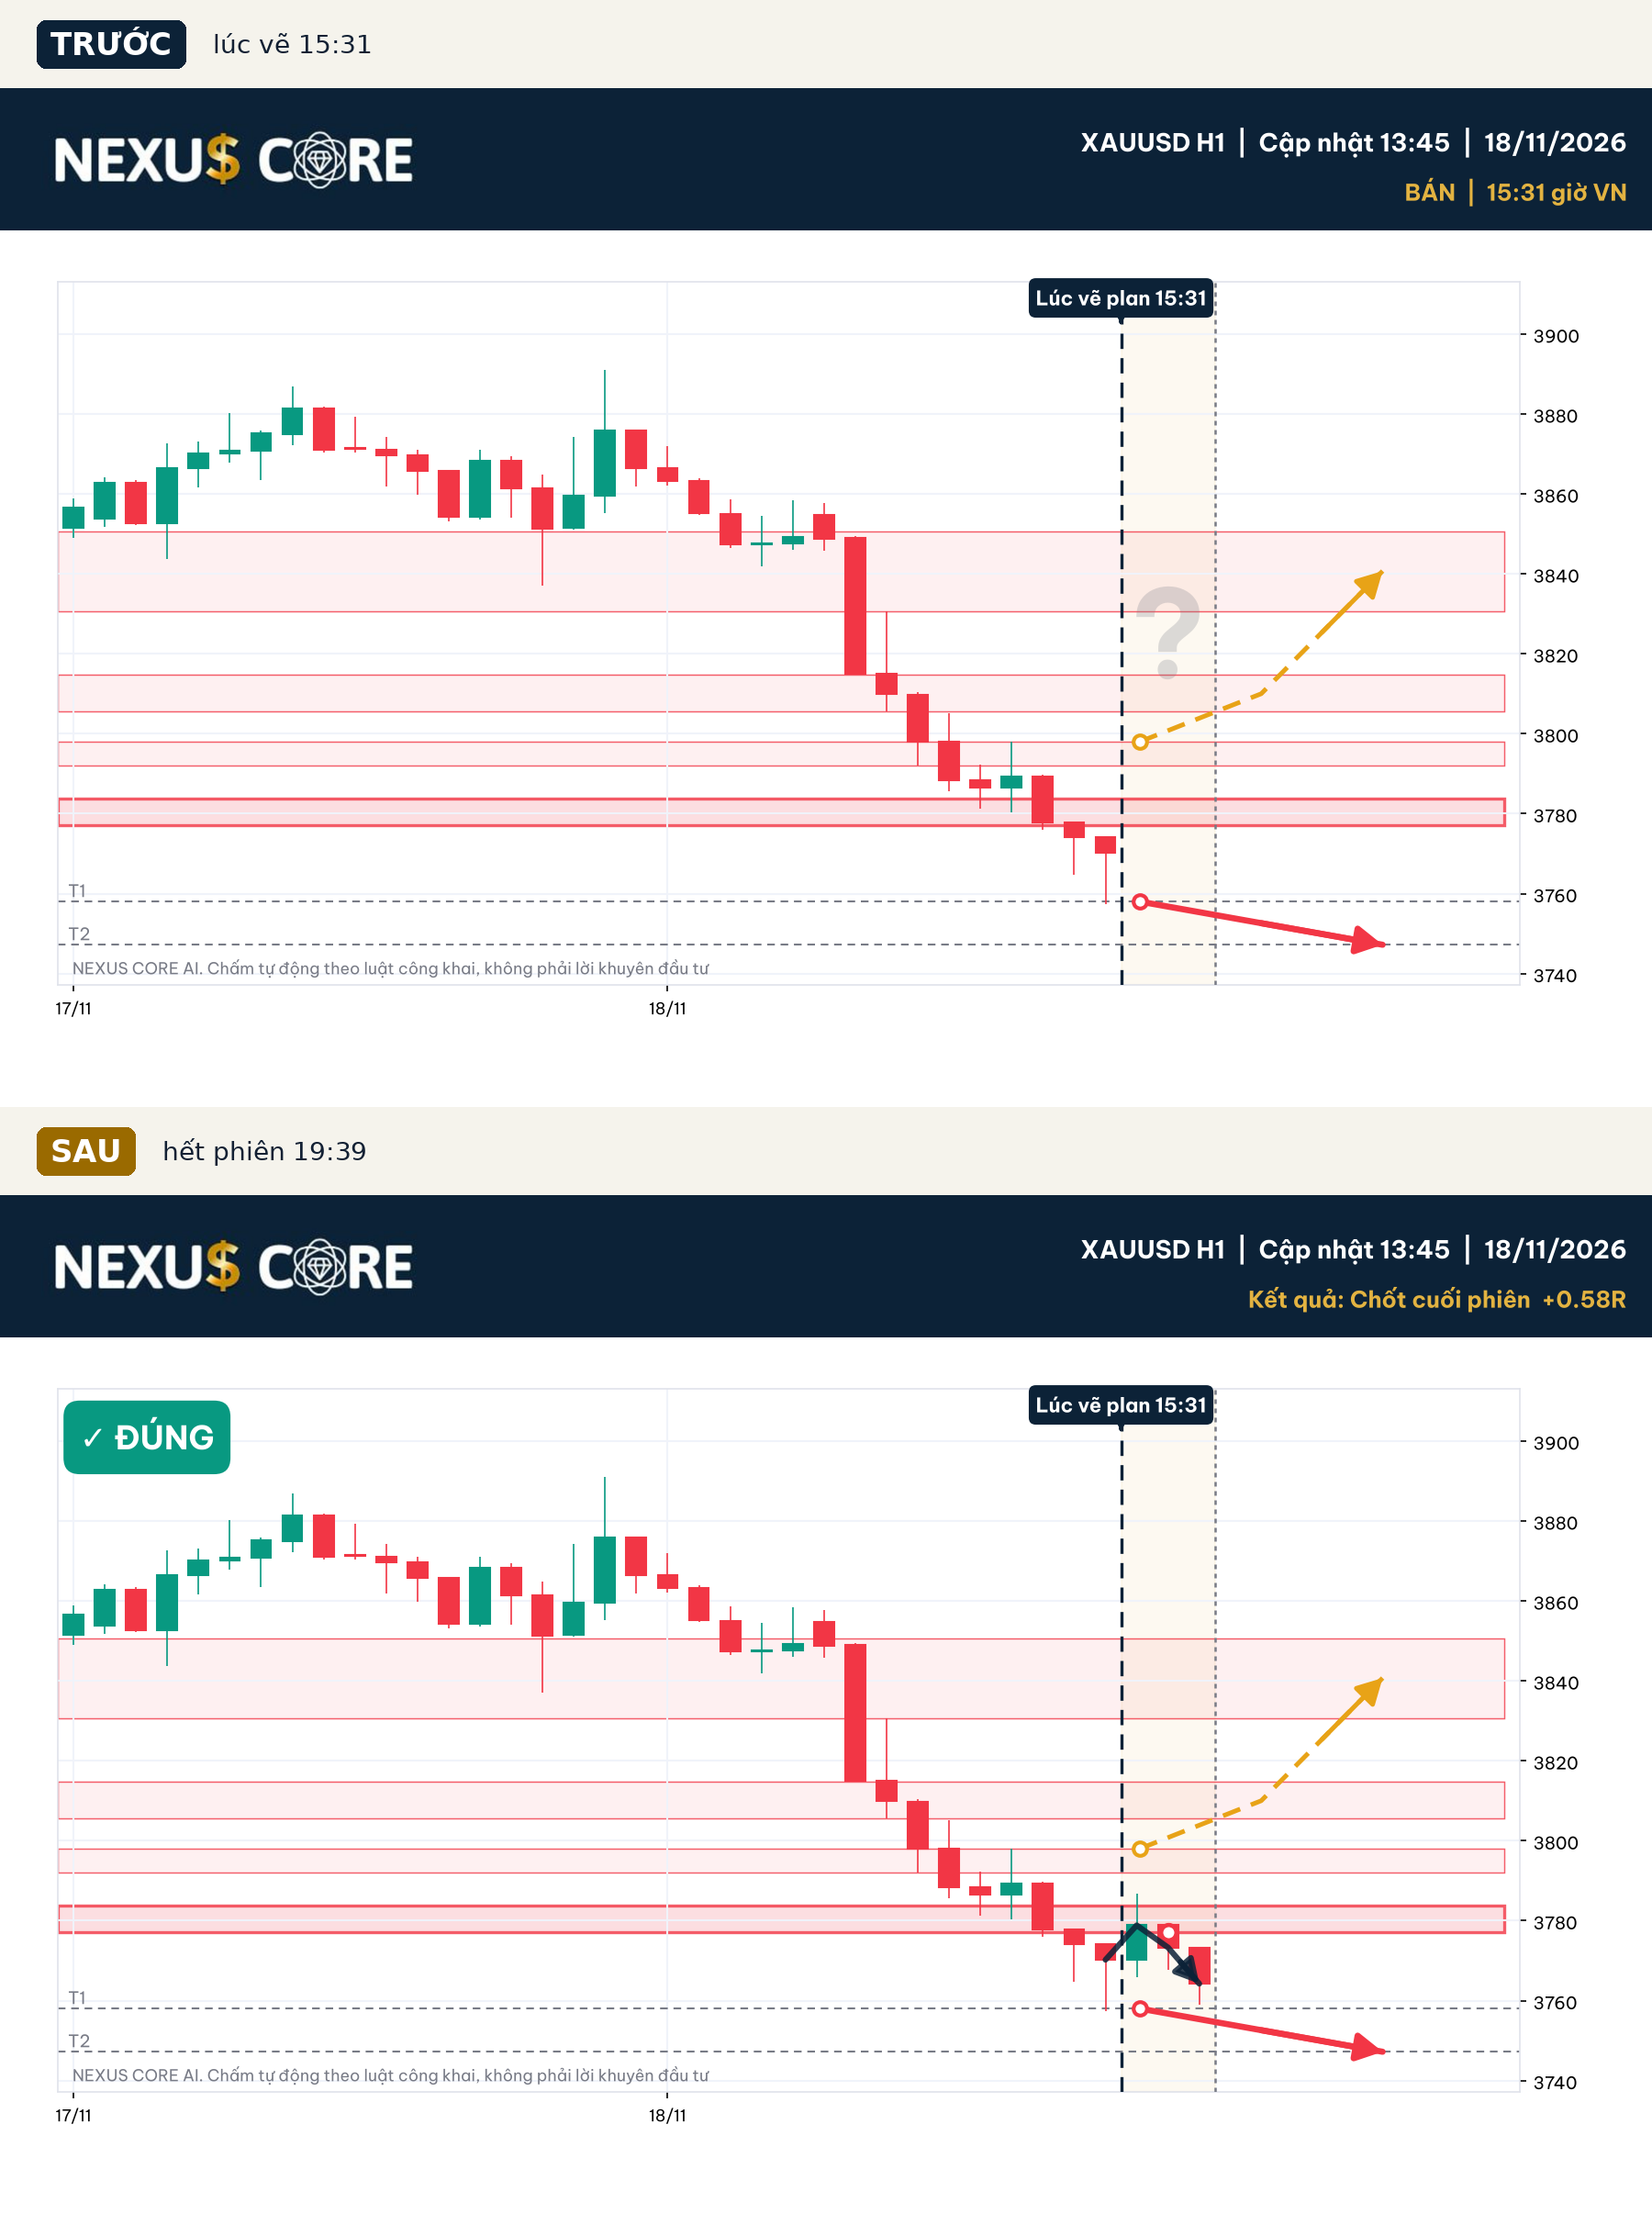 TRƯỚC lúc vẽ 15:31
NEXU$ CORE
XAUUSD H1 | Cập nhật 13:45 | 18/11/2026
BÁN | 15:31 giờ VN
Lúc vẽ plan 15:31
3900
3880
3860
3840
?
3820
3800
3780
T1
3760
T2
NEXUS CORE AI. Chấm tự động theo luật công khai, không phải lời khuyên đầu tư
3740
17/11 18/11
SAU hết phiên 19:39
NEXU$ CORE
XAUUSD H1 | Cập nhật 13:45 | 18/11/2026
Kết quả: Chốt cuối phiên +0.58R
Lúc vẽ plan 15:31
✓ ĐÚNG
3900
3880
3860
3840
3820
3800
3780
T1
3760
T2
NEXUS CORE AI. Chấm tự động theo luật công khai, không phải lời khuyên đầu tư
3740
17/11 18/11